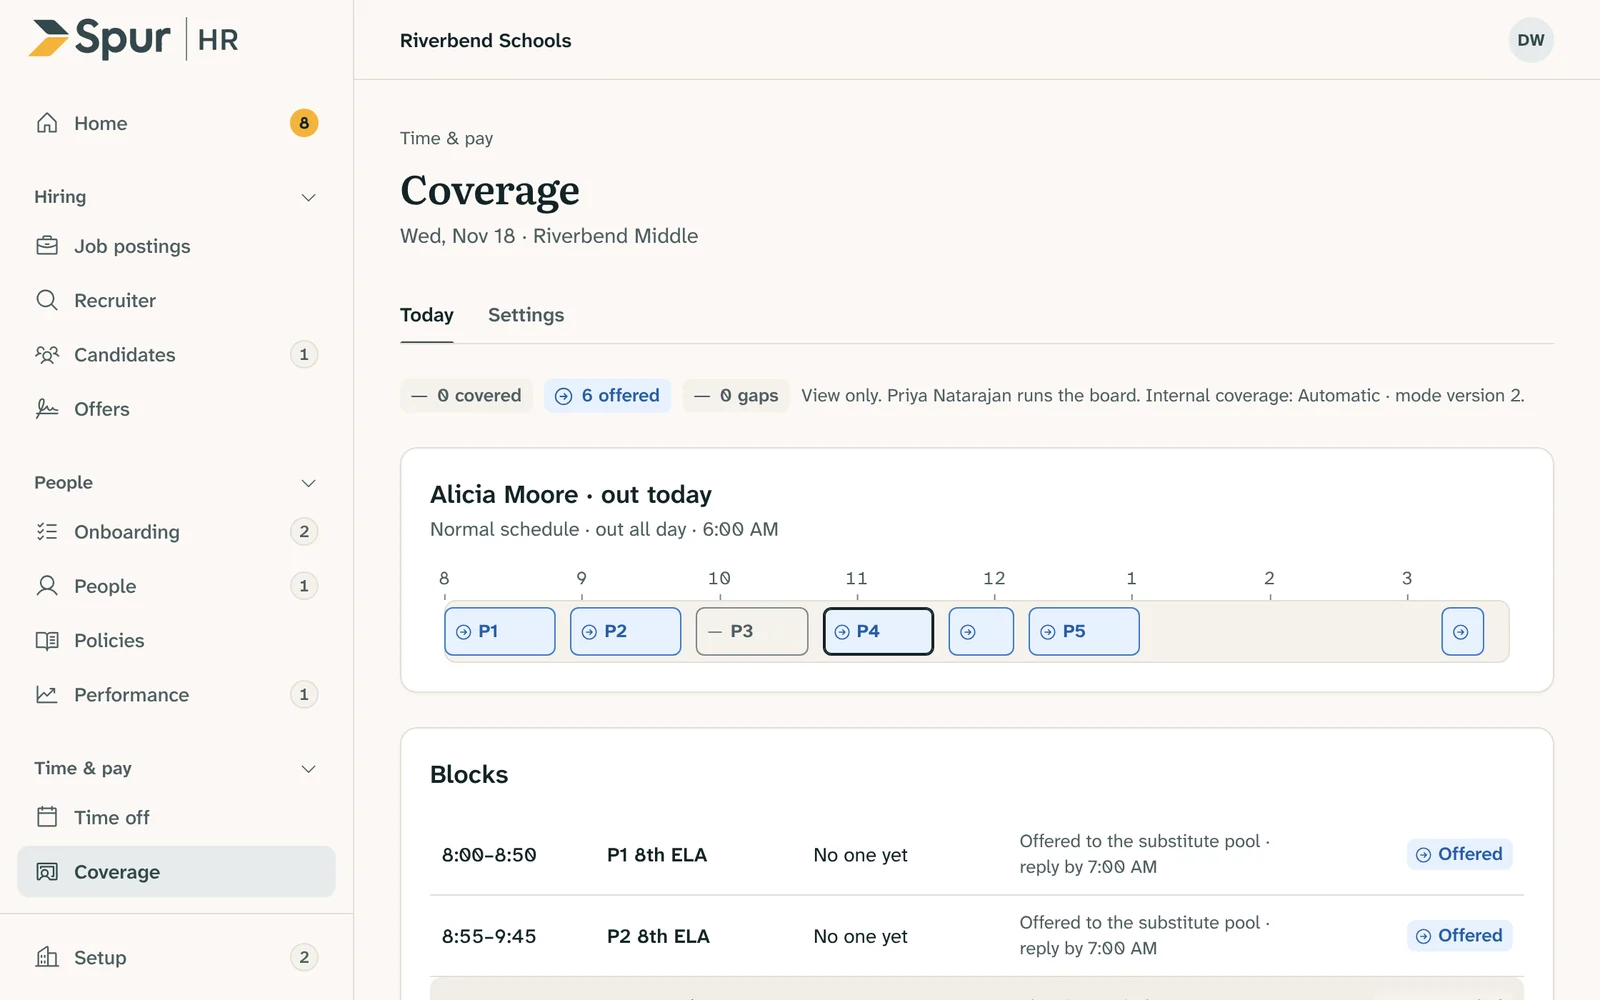 Spur HR
Riverbend Schools
DW
Home 8
Hiring
Job postings
Recruiter
Candidates 1
Offers
People
Onboarding 2
People 1
Policies
Performance 1
Time & pay
Time off
Coverage
Setup 2
Time & pay
Coverage
Wed, Nov 18 · Riverbend Middle
Today Settings
— 0 covered 6 offered — 0 gaps View only. Priya Natarajan runs the board. Internal coverage: Automatic · mode version 2.
Alicia Moore · out today
Normal schedule · out all day · 6:00 AM
8 9 10 11 12 1 2 3
P1 P2 — P3 P4 P5
Blocks
8:00–8:50 P1 8th ELA No one yet Offered to the substitute pool · Offered
reply by 7:00 AM
8:55–9:45 P2 8th ELA No one yet Offered to the substitute pool · Offered
reply by 7:00 AM